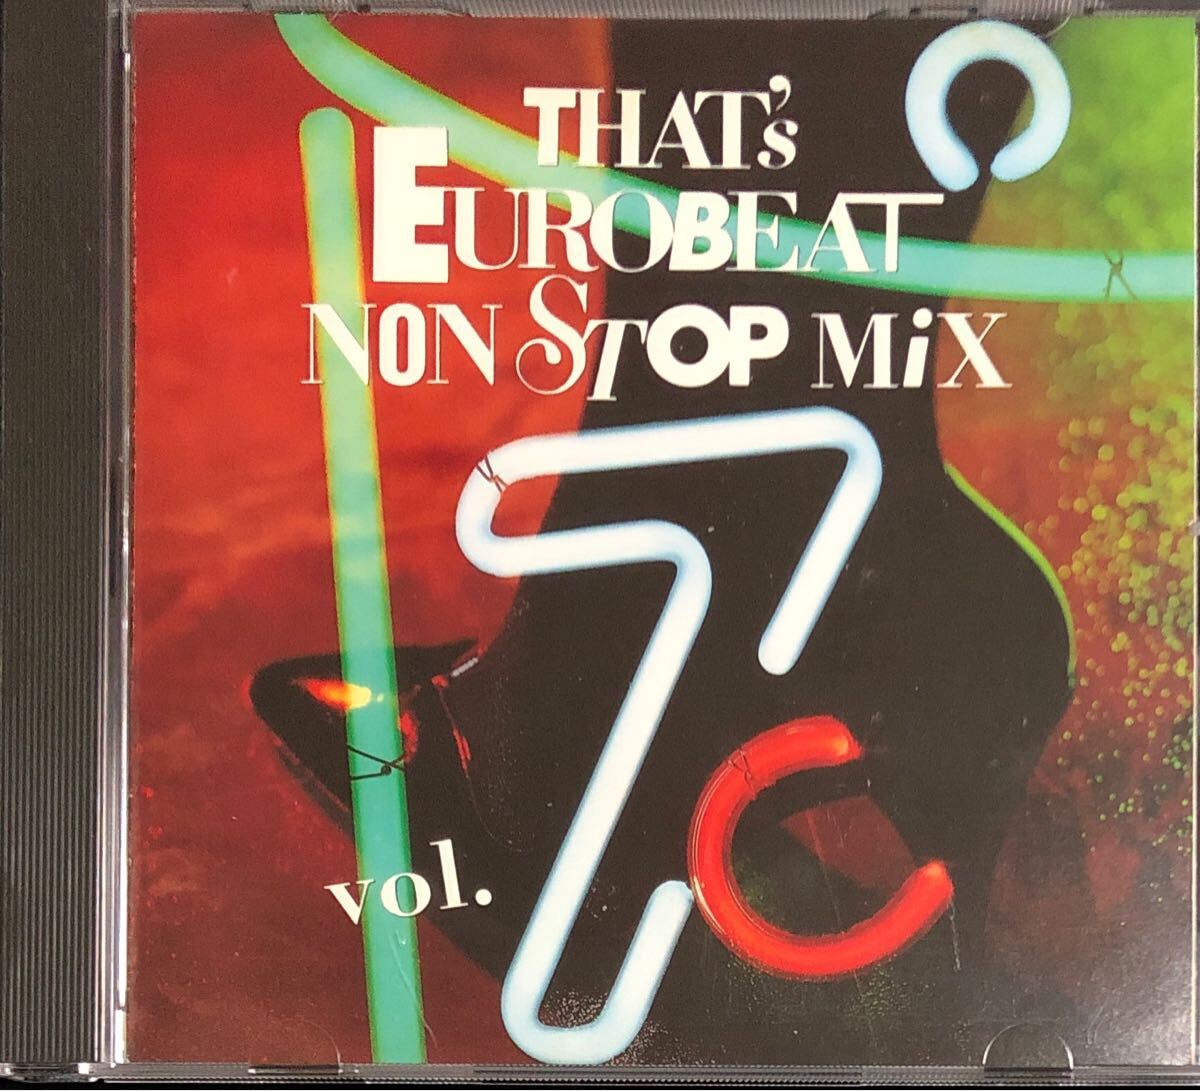 THAT's
EUROBEAT
NON STOP MiX
vol. 7